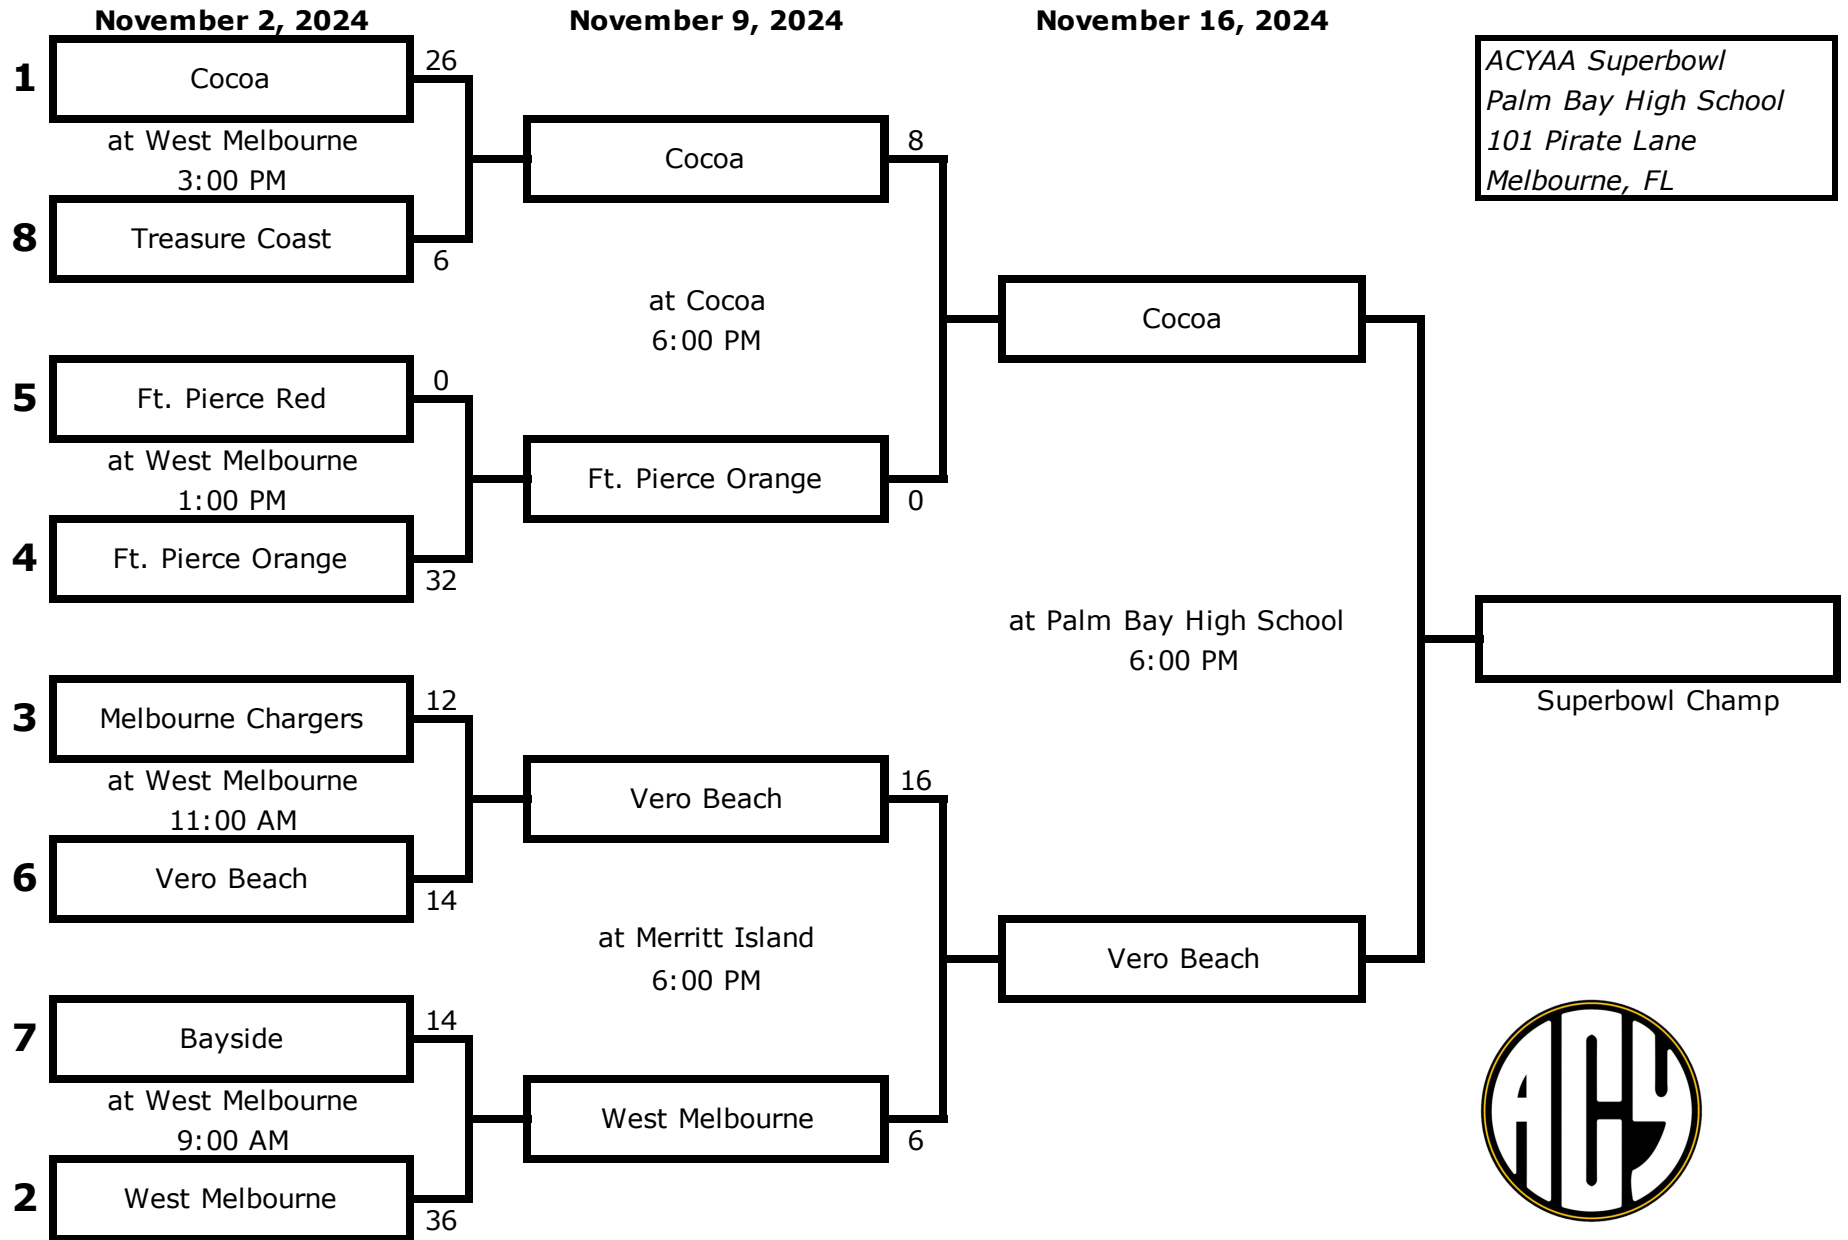 November 2, 2024
November 9, 2024
November 16, 2024
ACYAA Superbowl
Palm Bay High School
101 Pirate Lane
Melbourne, FL
1
Cocoa
26
at West Melbourne
3:00 PM
8
Treasure Coast
6
5
Ft. Pierce Red
0
at West Melbourne
1:00 PM
4
Ft. Pierce Orange
32
3
Melbourne Chargers
12
at West Melbourne
11:00 AM
6
Vero Beach
14
7
Bayside
14
at West Melbourne
9:00 AM
2
West Melbourne
36
Cocoa
8
at Cocoa
6:00 PM
Ft. Pierce Orange
0
Vero Beach
16
at Merritt Island
6:00 PM
West Melbourne
6
Cocoa
at Palm Bay High School
6:00 PM
Vero Beach
Superbowl Champ
ACY